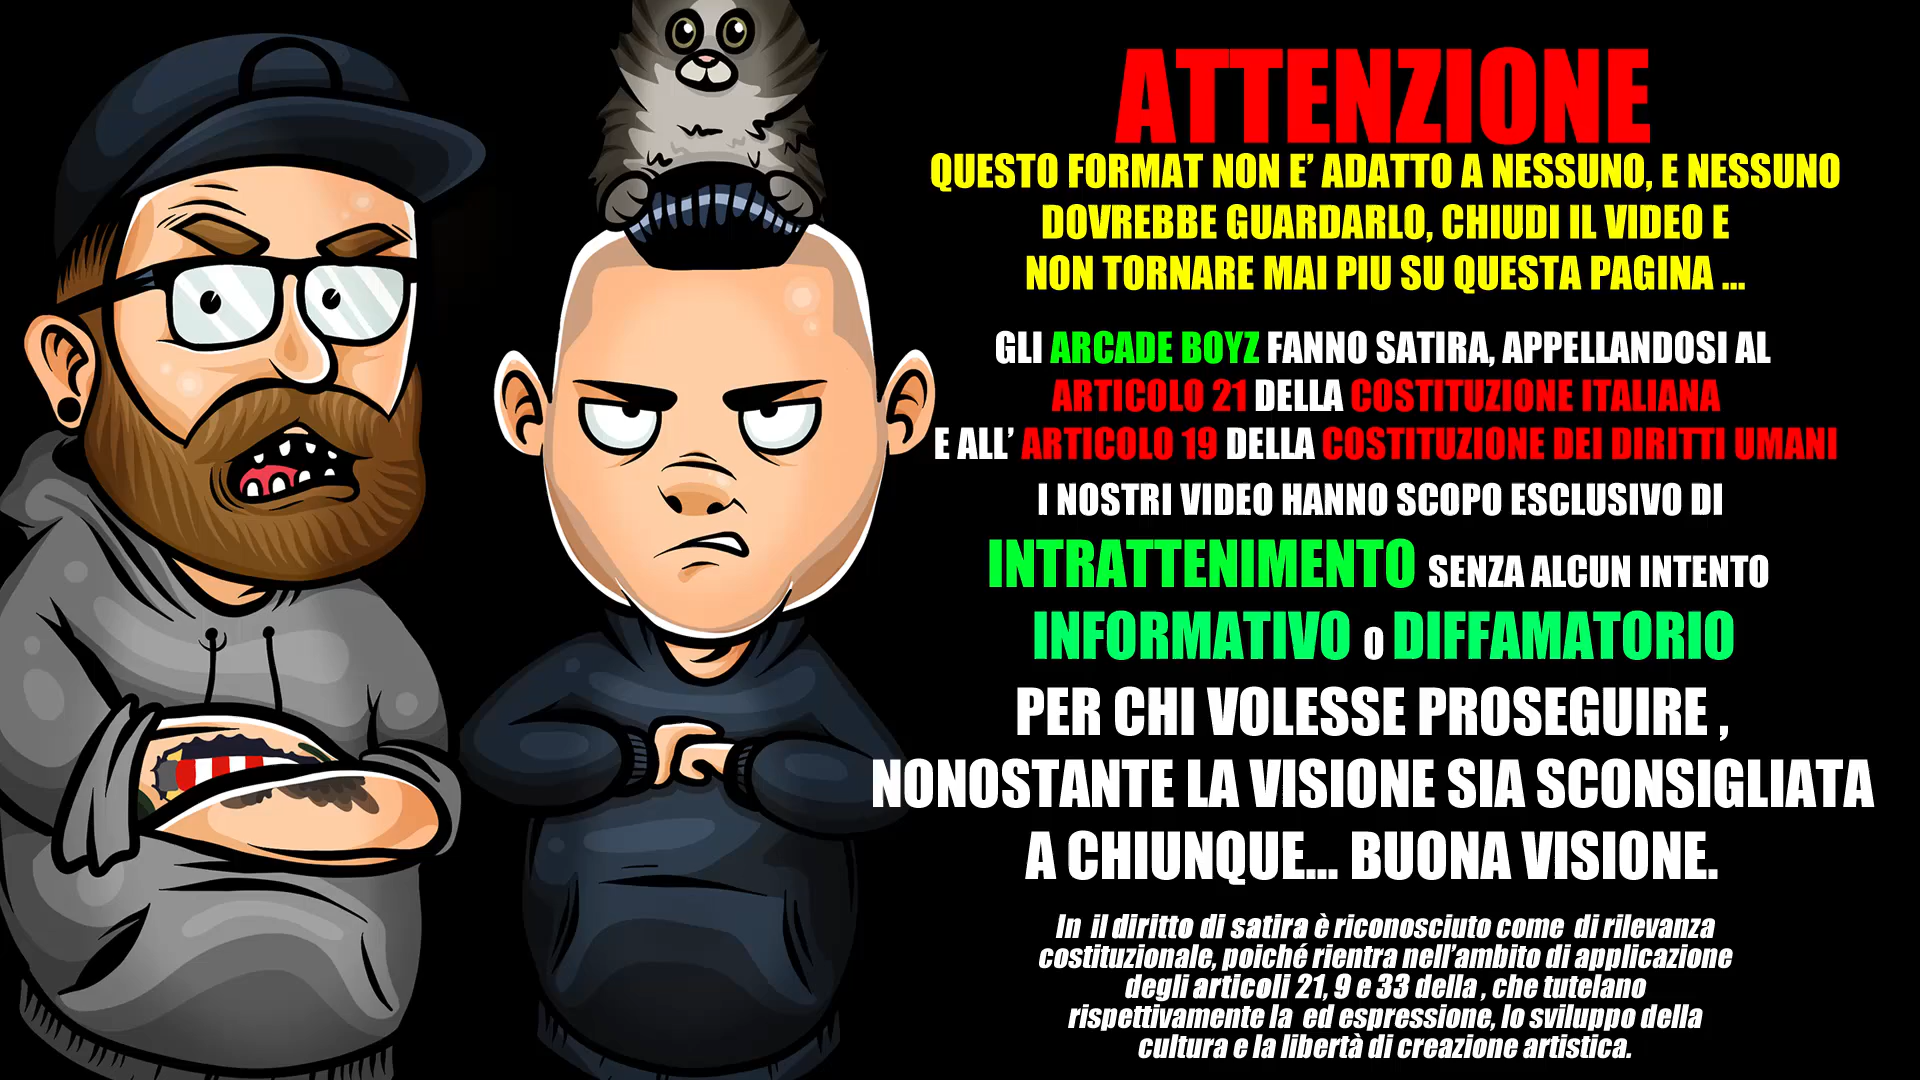 ATTENZIONE
QUESTO FORMAT NON E' ADATTO A NESSUNO, E NESSUNO
DOVREBBE GUARDARLO, CHIUDI IL VIDEO E
NON TORNARE MAI PIU SU QUESTA PAGINA ...
GLI ARCADE BOYZ FANNO SATIRA, APPELLANDOSI AL
ARTICOLO 21 DELLA COSTITUZIONE ITALIANA
E ALL' ARTICOLO 19 DELLA COSTITUZIONE DEI DIRITTI UMANI
I NOSTRI VIDEO HANNO SCOPO ESCLUSIVO DI
INTRATTENIMENTO SENZA ALCUN INTENTO
INFORMATIVO O DIFFAMATORIO
PER CHI VOLESSE PROSEGUIRE ,
NONOSTANTE LA VISIONE SIA SCONSIGLIATA
A CHIUNQUE... BUONA VISIONE.
In il diritto di satira è riconosciuto come di rilevanza
costituzionale, poiché rientra nell'ambito di applicazione
degli articoli 21, 9 e 33 della , che tutelano
rispettivamente la ed espressione, lo sviluppo della
cultura e la libertà di creazione artistica.